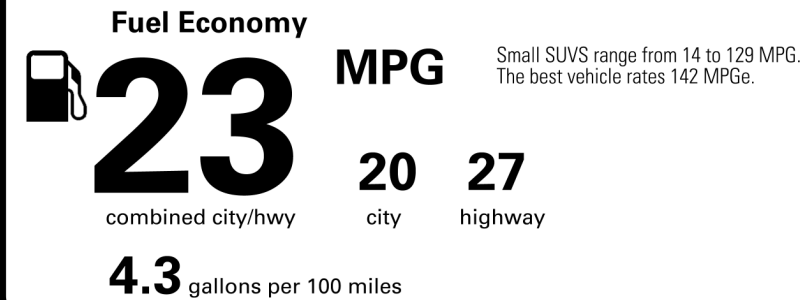 Fuel Economy
23
MPG
Small SUVS range from 14 to 129 MPG.
The best vehicle rates 142 MPGe.
20 27
combined city/hwy city highway
4.3 gallons per 100 miles